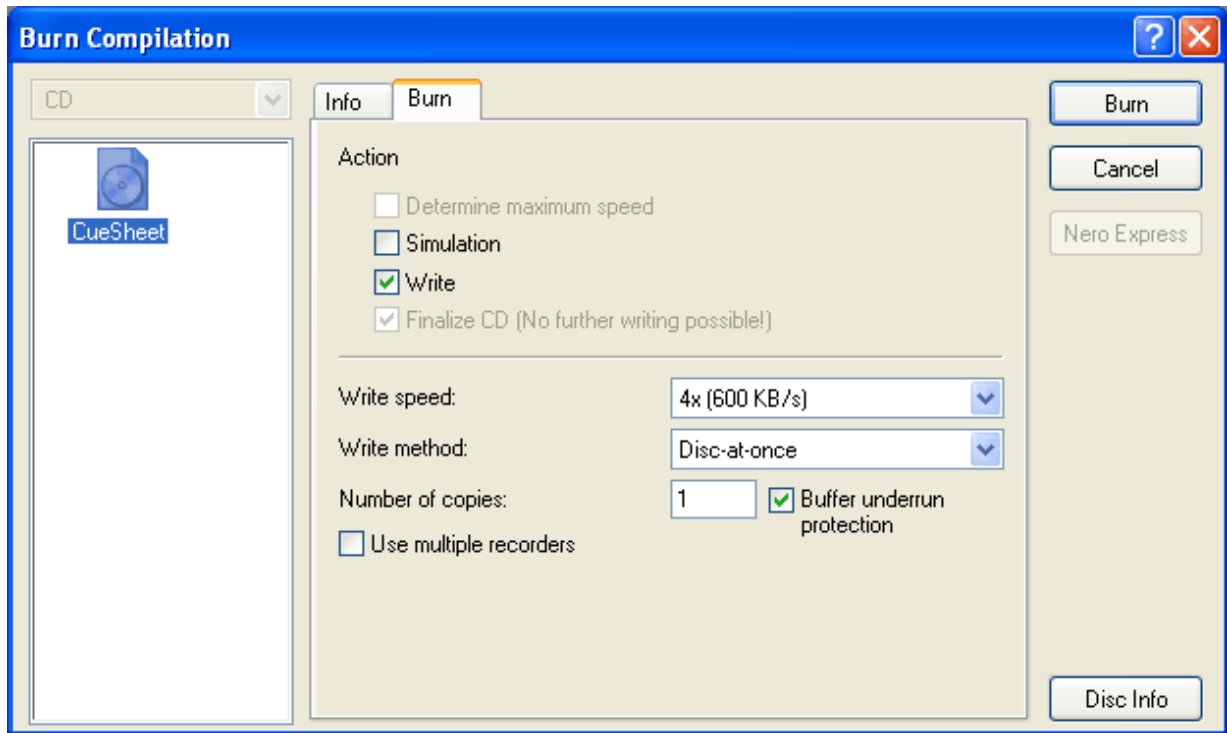 Burn Compilation
CD
CueSheet
Info
Burn
Action
Determine maximum speed
Simulation
Write
Finalize CD (No further writing possible!)
Write speed:
4x (600 KB/s)
Write method:
Disc-at-once
Number of copies:
1
Buffer underrun
protection
Use multiple recorders
Burn
Cancel
Nero Express
Disc Info